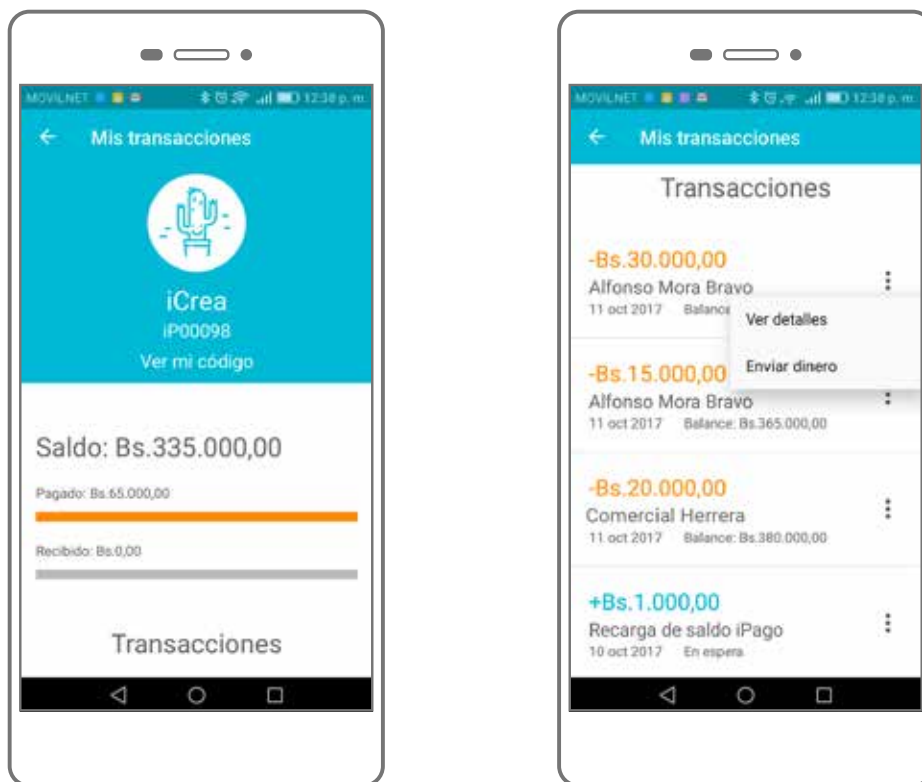 MOVILNET
12:38 p. m.
Mis transacciones
iCrea
iP00098
Ver mi código
Saldo: Bs.335.000,00
Pagado: Bs.65.000,00
Recibido: Bs.0,00
Transacciones
MOVILNET
12:38 p. m.
Mis transacciones
Transacciones
-Bs.30.000,00
Alfonso Mora Bravo
11 oct 2017 Balance
Ver detalles
Enviar dinero
-Bs.15.000,00
Alfonso Mora Bravo
11 oct 2017 Balance: Bs.365.000,00
-Bs.20.000,00
Comercial Herrera
11 oct 2017 Balance: Bs.380.000,00
+Bs.1.000,00
Recarga de saldo iPago
10 oct 2017 En espera